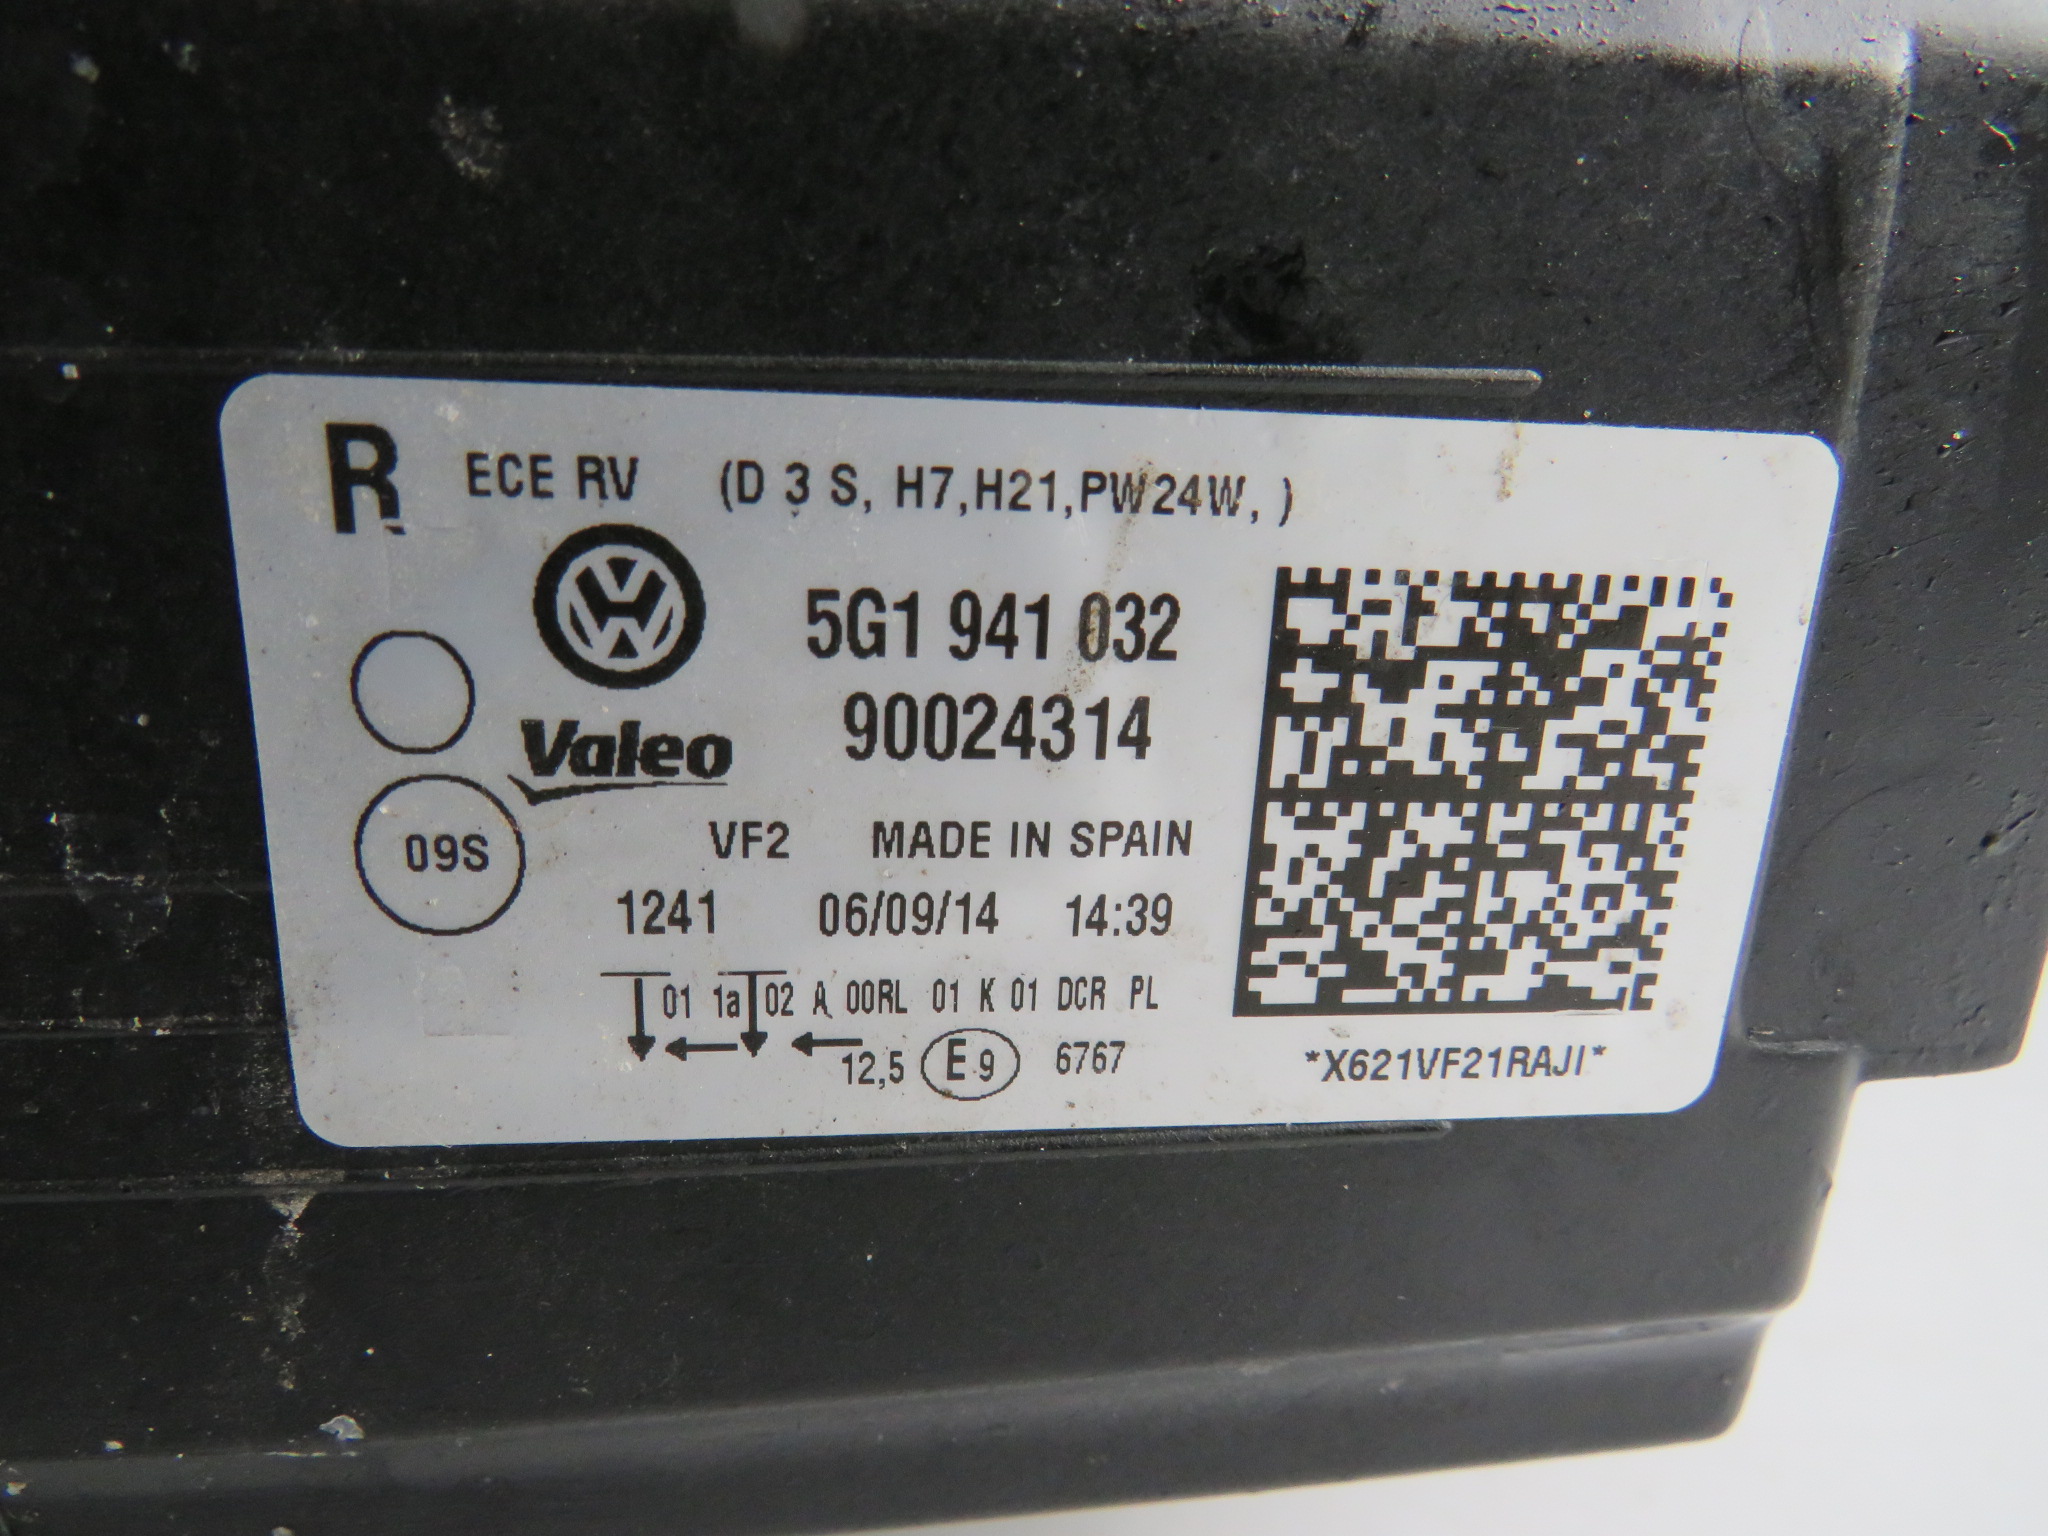 R ECE RV (D 3 S, H7,H21,PW24W, )
5G1 941 032
Valeo 90024314
09S VF2 MADE IN SPAIN
1241 06/09/14 14:39
01 1a 02 A 00RL 01 K 01 DCR PL
12,5 E9 6767 *X621VF21RAJI*